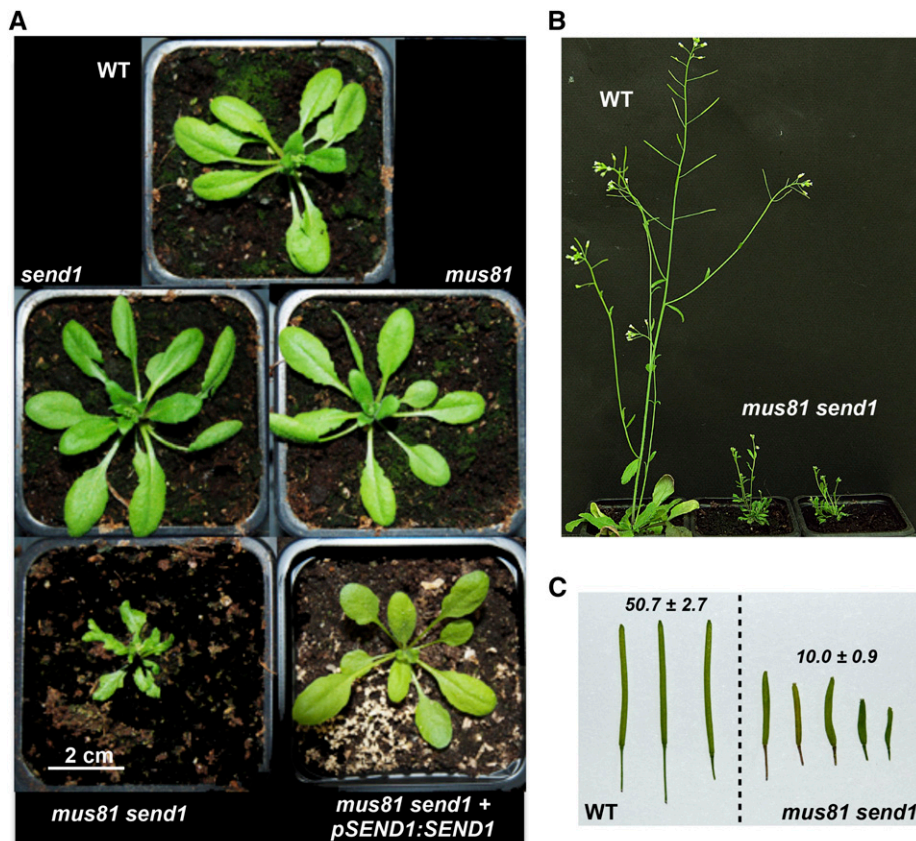 A
WT
send1
mus81
2 cm
mus81 send1
mus81 send1 +
pSEND1:SEND1
B
WT
mus81 send1
C
50.7 ± 2.7
10.0 ± 0.9
WT
mus81 send1